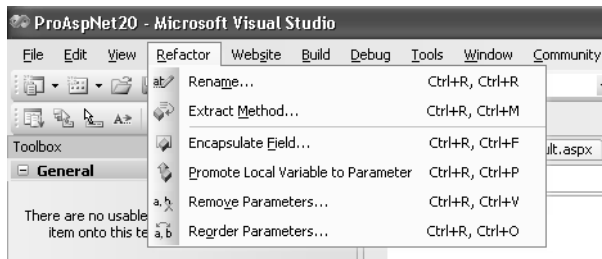 ProAspNet20 - Microsoft Visual Studio
File Edit View Refactor Website Build Debug Tools Window Community
Rename... Ctrl+R, Ctrl+R
Extract Method... Ctrl+R, Ctrl+M
Toolbox
Encapsulate Field... Ctrl+R, Ctrl+F
ult.aspx
General
Promote Local Variable to Parameter Ctrl+R, Ctrl+P
Remove Parameters... Ctrl+R, Ctrl+V
There are no usable
Reorder Parameters... Ctrl+R, Ctrl+O
item onto this te